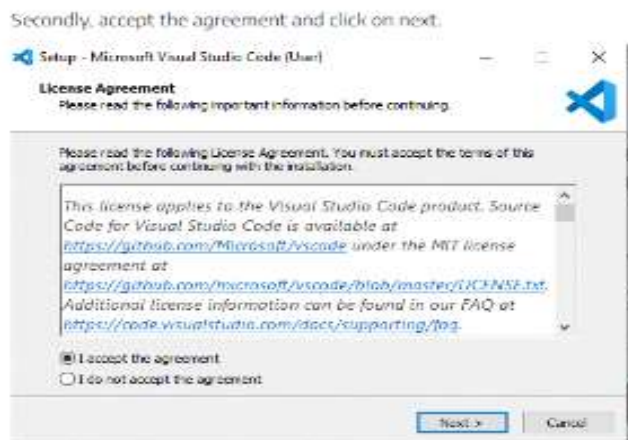 Secondly, accept the agreement and click on next.
Setup - Microsoft Visual Studio Code (User)
License Agreement
Please read the following important information before continuing.
Please read the following License Agreement. You must accept the terms of this
agreement before continuing with the installation.
This license applies to the Visual Studio Code product. Source
Code for Visual Studio Code is available at
https://github.com/Microsoft/vscode under the MIT license
agreement at
https://github.com/microsoft/vscode/blob/master/LICENSE.txt.
Additional license information can be found in our FAQ at
https://code.visualstudio.com/docs/supporting/faq.
I accept the agreement
I do not accept the agreement
Next >
Cancel